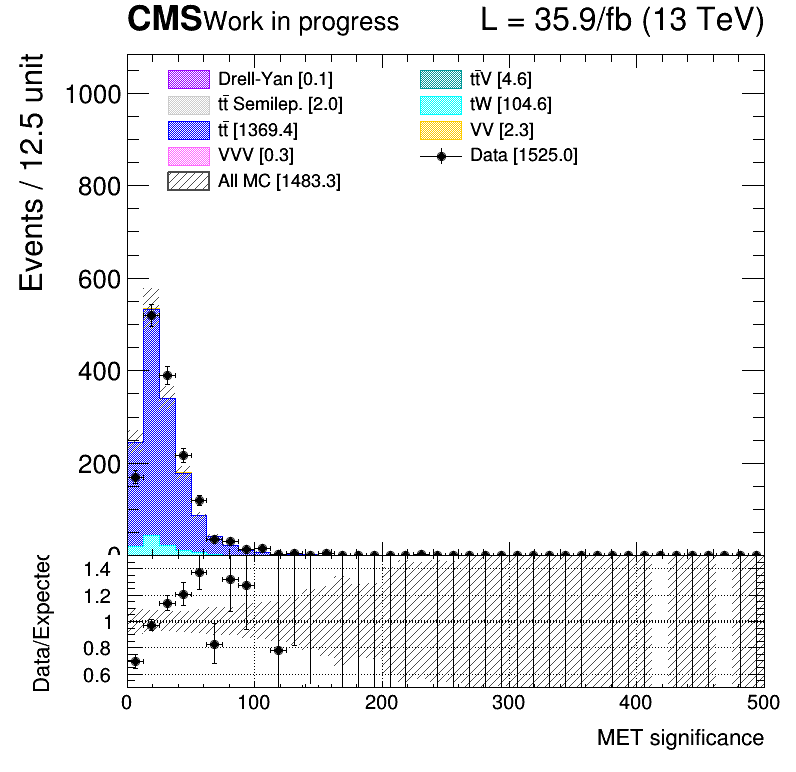 CMS Work in progress L = 35.9/fb (13 TeV)
Events / 12.5 unit
1000
800
600
400
200
0
Drell-Yan [0.1]
tt̄ Semilep. [2.0]
tt̄ [1369.4]
VVV [0.3]
All MC [1483.3]
tt̄V [4.6]
tW [104.6]
VV [2.3]
Data [1525.0]
Data/Expected
1.4
1.2
1
0.8
0.6
0 100 200 300 400 500
MET significance